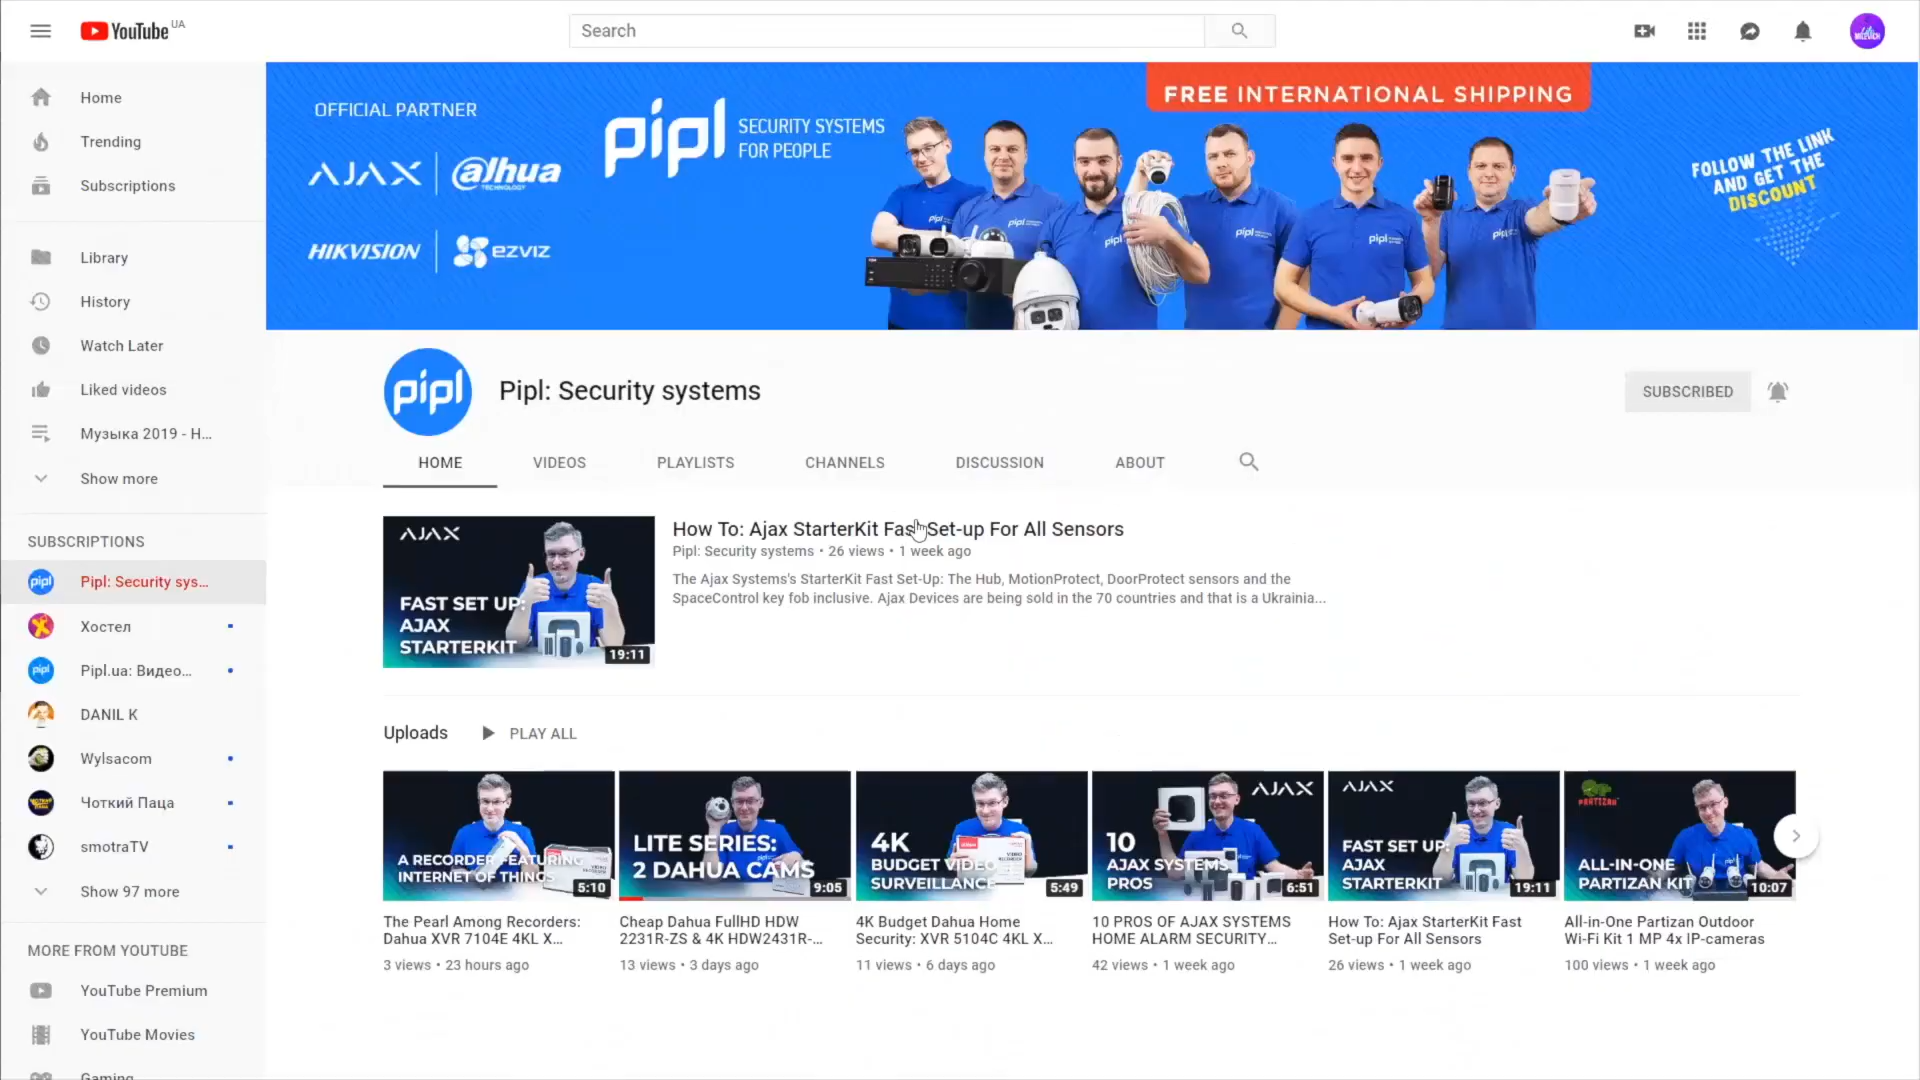 YouTube UA
Search
Home
Trending
Subscriptions
Library
History
Watch Later
Liked videos
Музыка 2019 - Н...
Show more
SUBSCRIPTIONS
Pipl: Security sys...
Хостел
Pipl.ua: Видео...
DANIL K
Wylsacom
Чоткий Паца
smotraTV
Show 97 more
MORE FROM YOUTUBE
YouTube Premium
YouTube Movies
Gaming
OFFICIAL PARTNER
AJAX
alhua
TECHNOLOGY
HIKVISION
ezviz
pipl
SECURITY SYSTEMS
FOR PEOPLE
FREE INTERNATIONAL SHIPPING
FOLLOW THE LINK
AND GET THE
DISCOUNT
pipl
Pipl: Security systems
SUBSCRIBED
HOME
VIDEOS
PLAYLISTS
CHANNELS
DISCUSSION
ABOUT
AJAX
FAST SET UP:
AJAX
STARTERKIT
19:11
How To: Ajax StarterKit Fast Set-up For All Sensors
Pipl: Security systems • 26 views • 1 week ago
The Ajax Systems's StarterKit Fast Set-Up: The Hub, MotionProtect, DoorProtect sensors and the
SpaceControl key fob inclusive. Ajax Devices are being sold in the 70 countries and that is a Ukrainia...
Uploads
PLAY ALL
A RECORDER FEATURING
INTERNET OF THINGS
5:10
The Pearl Among Recorders:
Dahua XVR 7104E 4KL X...
3 views • 23 hours ago
LITE SERIES:
2 DAHUA CAMS
9:05
Cheap Dahua FullHD HDW
2231R-ZS & 4K HDW2431R-...
13 views • 3 days ago
4K
BUDGET VIDEO
SURVEILLANCE
5:49
4K Budget Dahua Home
Security: XVR 5104C 4KL X...
11 views • 6 days ago
AJAX
10
AJAX SYSTEMS
PROS
6:51
10 PROS OF AJAX SYSTEMS
HOME ALARM SECURITY...
42 views • 1 week ago
AJAX
FAST SET UP:
AJAX
STARTERKIT
19:11
How To: Ajax StarterKit Fast
Set-up For All Sensors
26 views • 1 week ago
PARTIZAN
ALL-IN-ONE
PARTIZAN KIT
10:07
All-in-One Partizan Outdoor
Wi-Fi Kit 1 MP 4x IP-cameras
100 views • 1 week ago